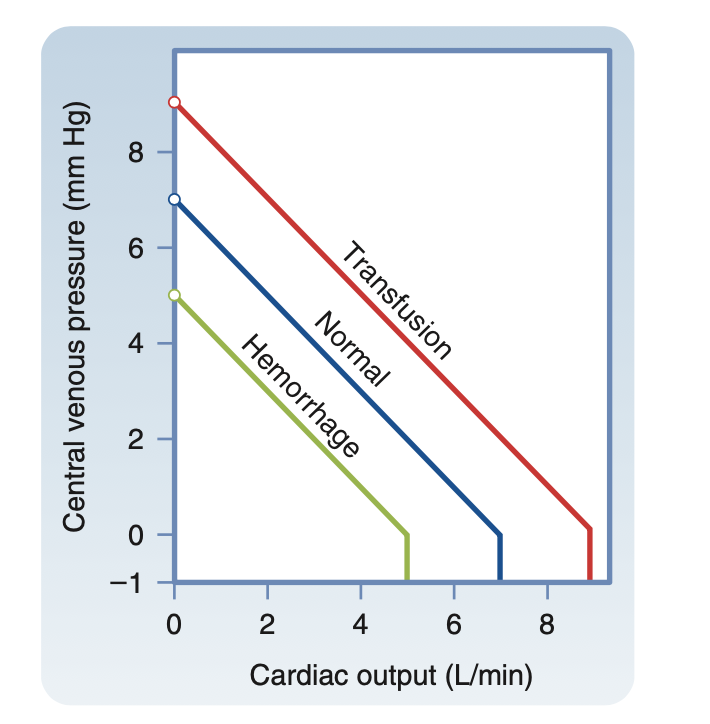 Central venous pressure (mm Hg)
8
6
4
2
0
−1
Transfusion
Normal
Hemorrhage
0 2 4 6 8
Cardiac output (L/min)